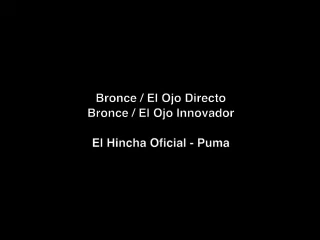 Bronce / El Ojo Directo
Bronce / El Ojo Innovador
El Hincha Oficial - Puma